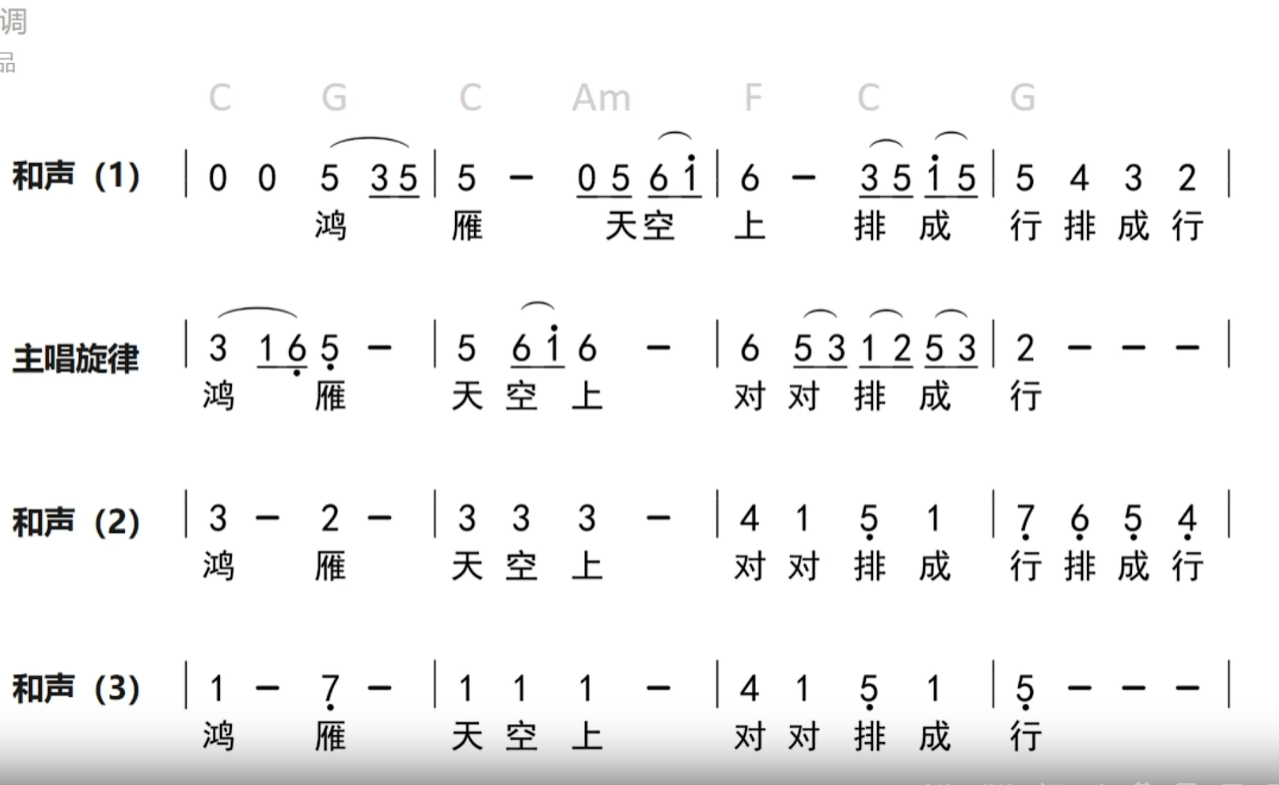 调
品
C G C Am F C G
和声（1） | 0 0 5 3 5 | 5 － 0 5 6 i | 6 － 3 5 i 5 | 5 4 3 2 |
鸿 雁 天空 上 排 成 行 排 成 行
主唱旋律 | 3 1 6̣ 5̣ － | 5 6 i 6 － | 6 5 3 1 2 5 3 | 2 － － － |
鸿 雁 天 空 上 对 对 排 成 行
和声（2） | 3 － 2 － | 3 3 3 － | 4 1 5̣ 1 | 7̣ 6̣ 5̣ 4̣ |
鸿 雁 天 空 上 对 对 排 成 行 排 成 行
和声（3） | 1 － 7̣ － | 1 1 1 － | 4 1 5̣ 1 | 5̣ － － － |
鸿 雁 天 空 上 对 对 排 成 行